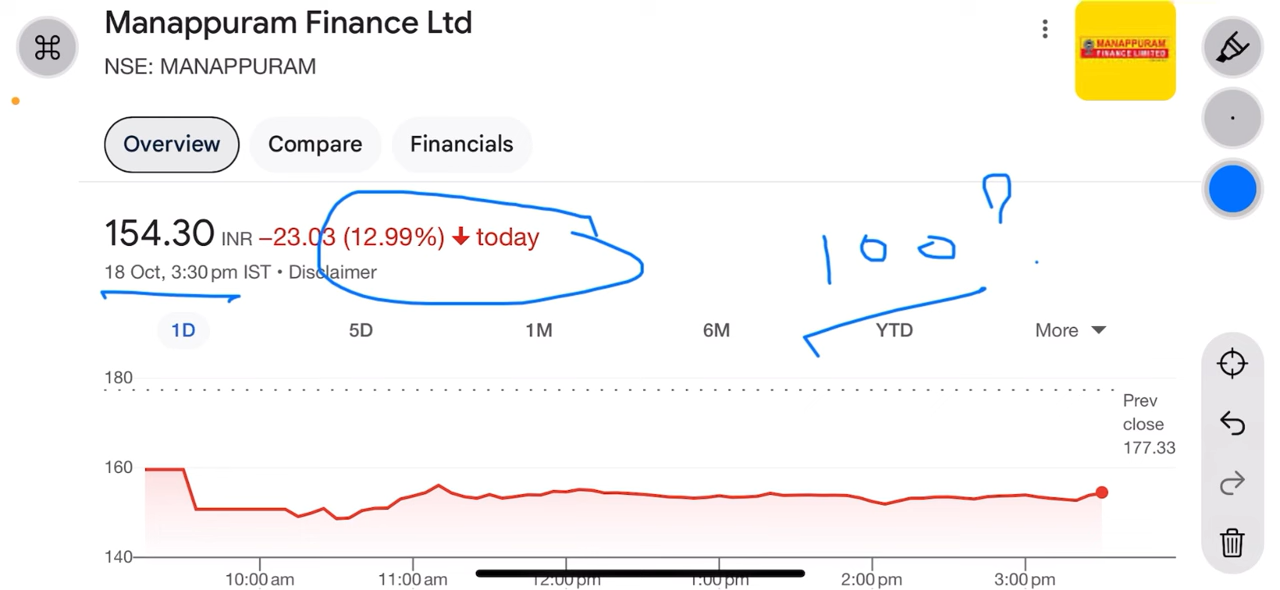 Manappuram Finance Ltd
NSE: MANAPPURAM
MANAPPURAM
FINANCE LIMITED
Overview Compare Financials
154.30 INR −23.03 (12.99%) ↓ today
18 Oct, 3:30 pm IST • Disclaimer
100?
1D 5D 1M 6M YTD More
180
Prev
close
177.33
160
140
10:00 am 11:00 am 12:00 pm 1:00 pm 2:00 pm 3:00 pm